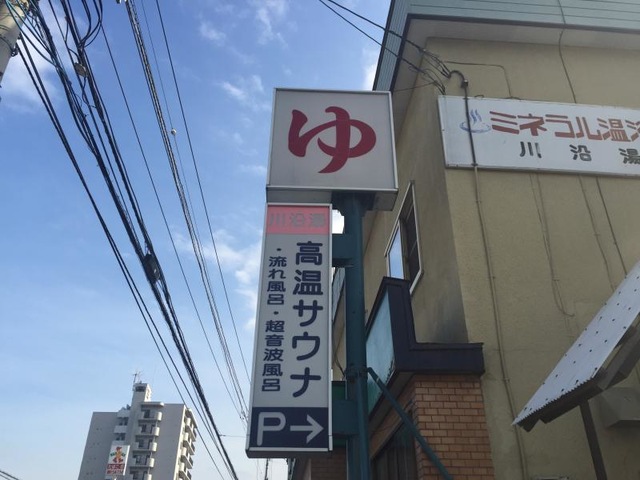 ゆ
川沿湯
高温サウナ
・流れ風呂・超音波風呂
P→
ミネラル温浴
川沿湯